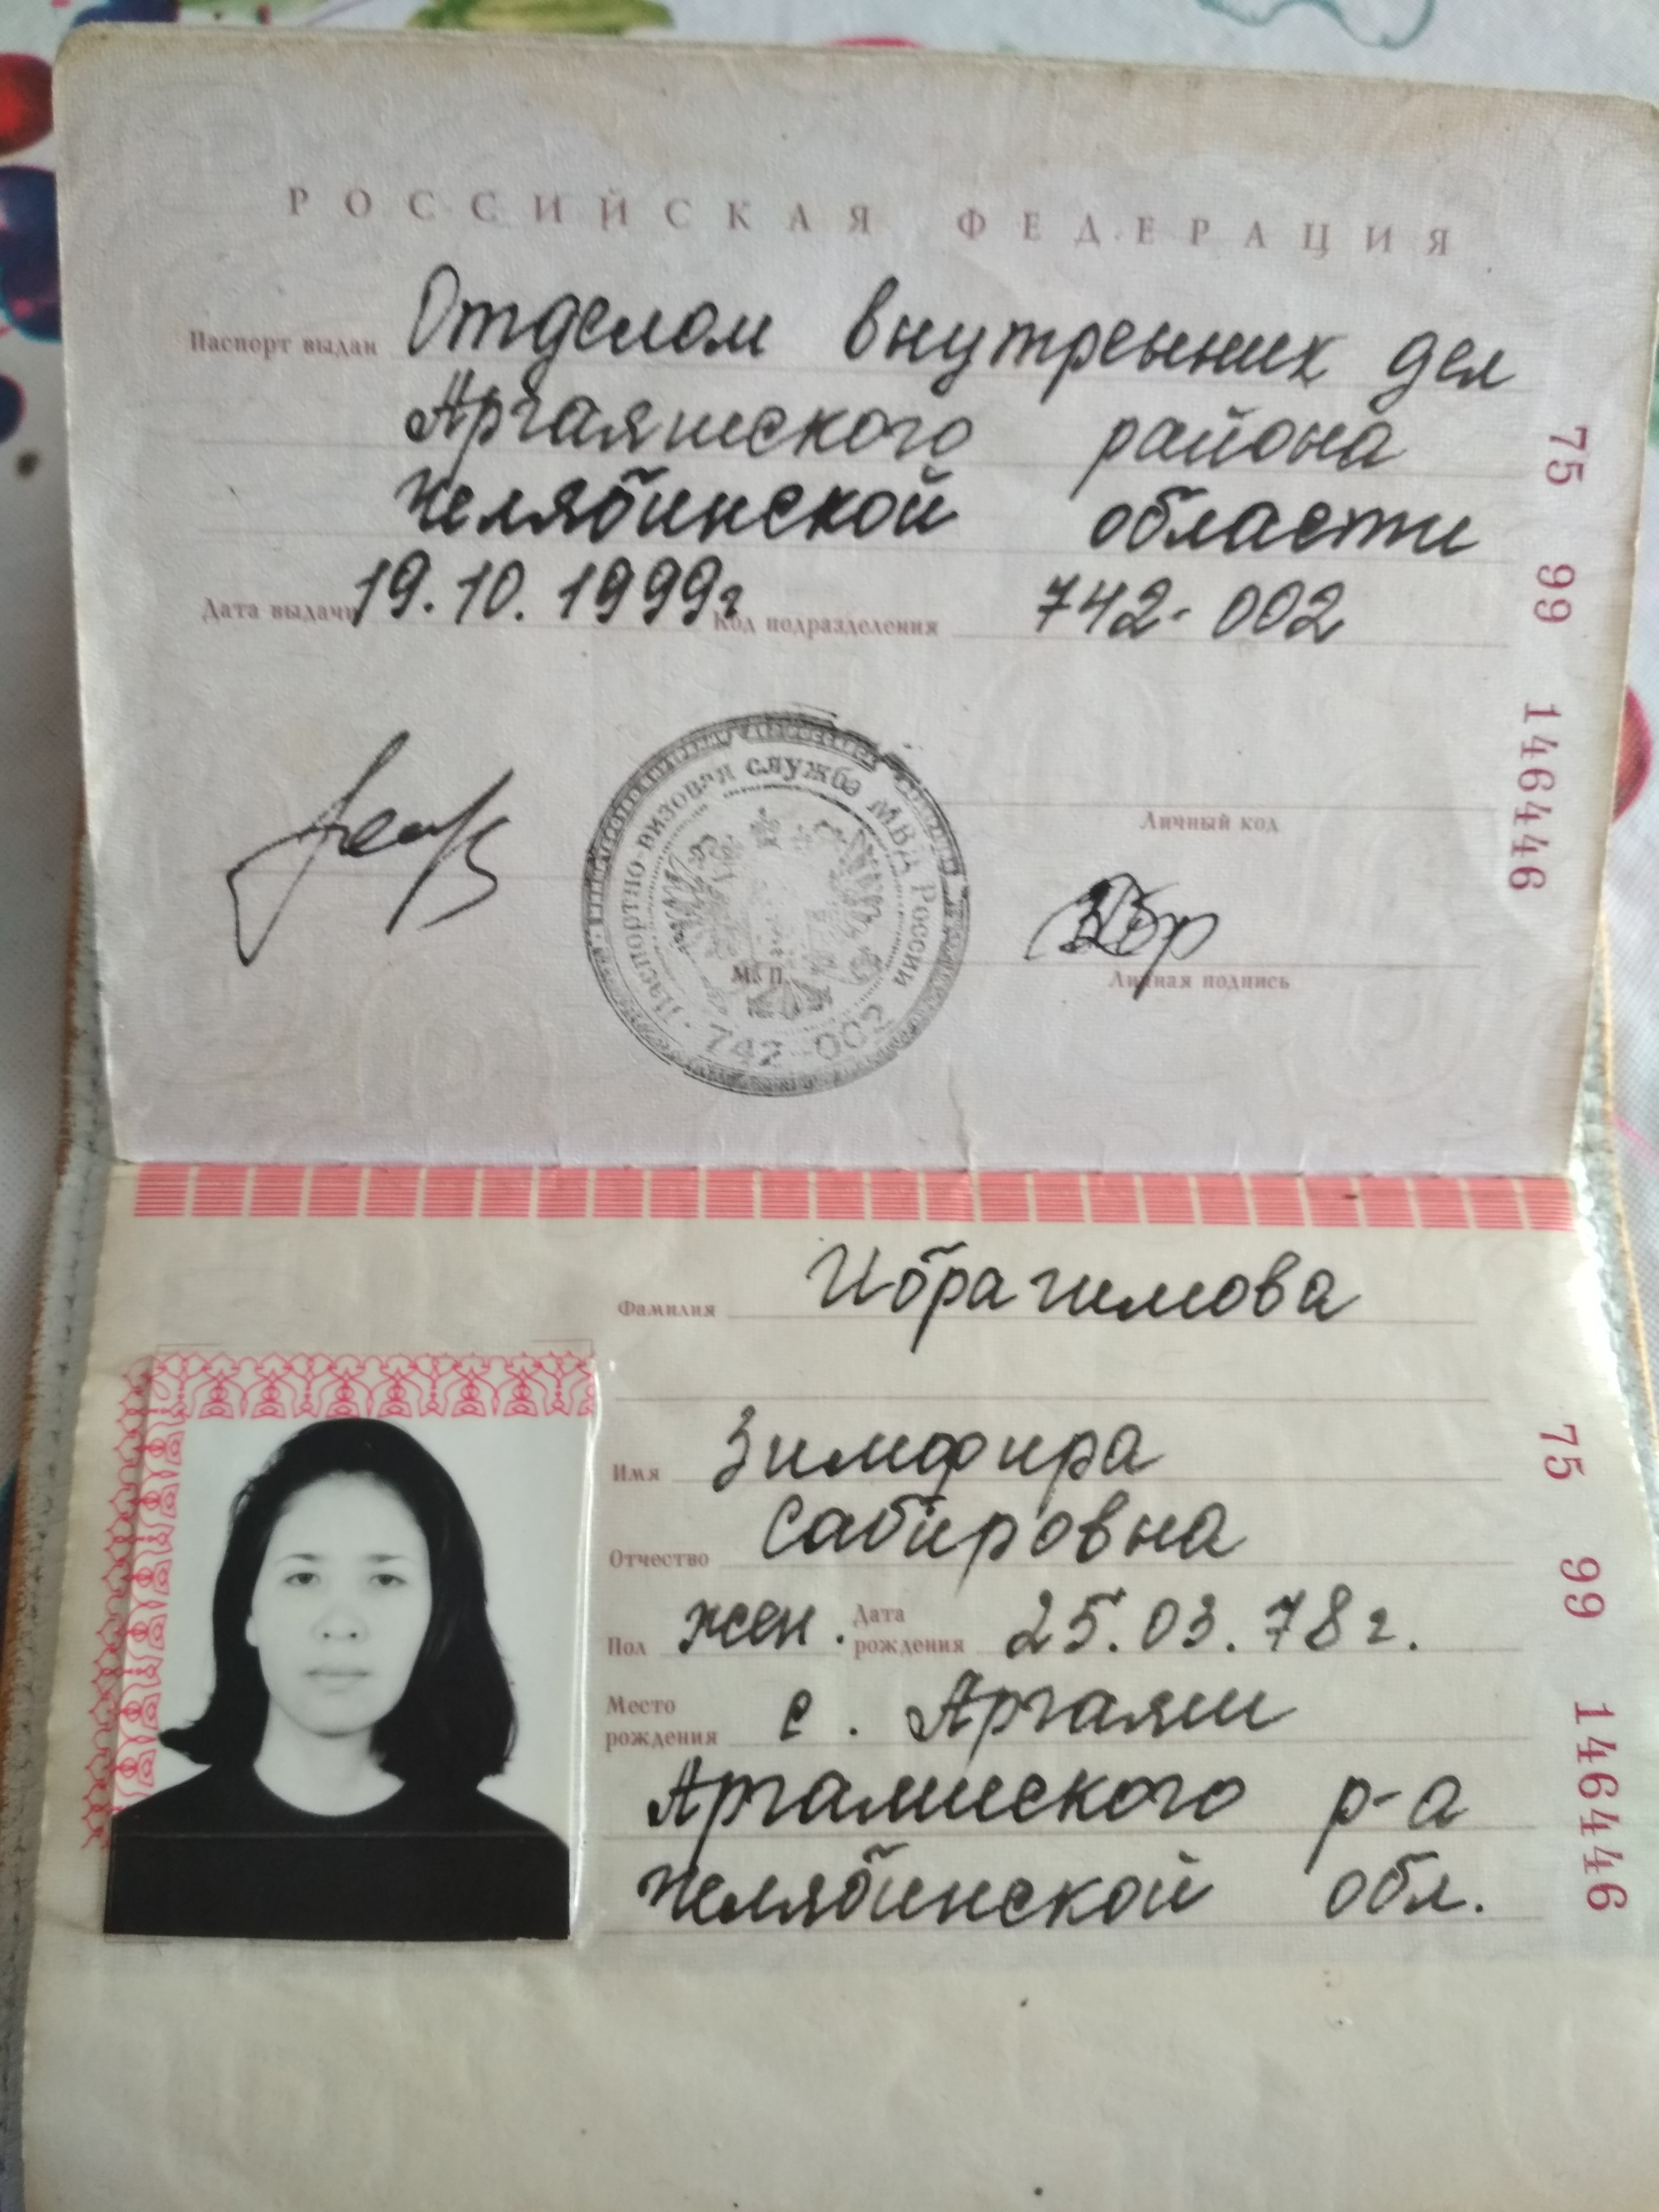 РОССИЙСКАЯ ФЕДЕРАЦИЯ
Паспорт выдан Отделом внутренних дел
Аргаяшского района
Челябинской области
Дата выдачи 19.10.1999г Код подразделения 742-002
75 99 146446
Паспортно-визовая служба МВД России
742-002
М.П.
Личный код
Личная подпись
Фамилия Ибрагимова
Имя Зимфира
Отчество Сабировна
Пол жен. Дата рождения 25.03.78г.
Место рождения с. Аргаяш
Аргаяшского р-а
Челябинской обл.
75 99 146446